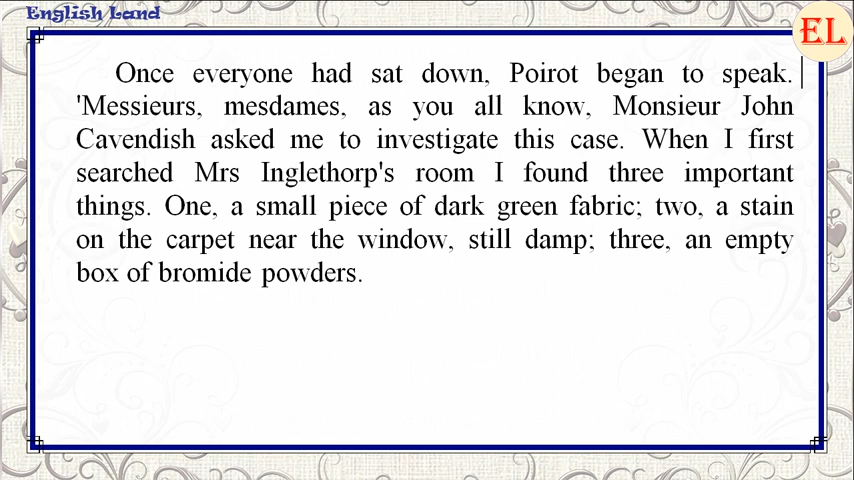 English Land
EL
Once everyone had sat down, Poirot began to speak.
'Messieurs, mesdames, as you all know, Monsieur John
Cavendish asked me to investigate this case. When I first
searched Mrs Inglethorp's room I found three important
things. One, a small piece of dark green fabric; two, a stain
on the carpet near the window, still damp; three, an empty
box of bromide powders.